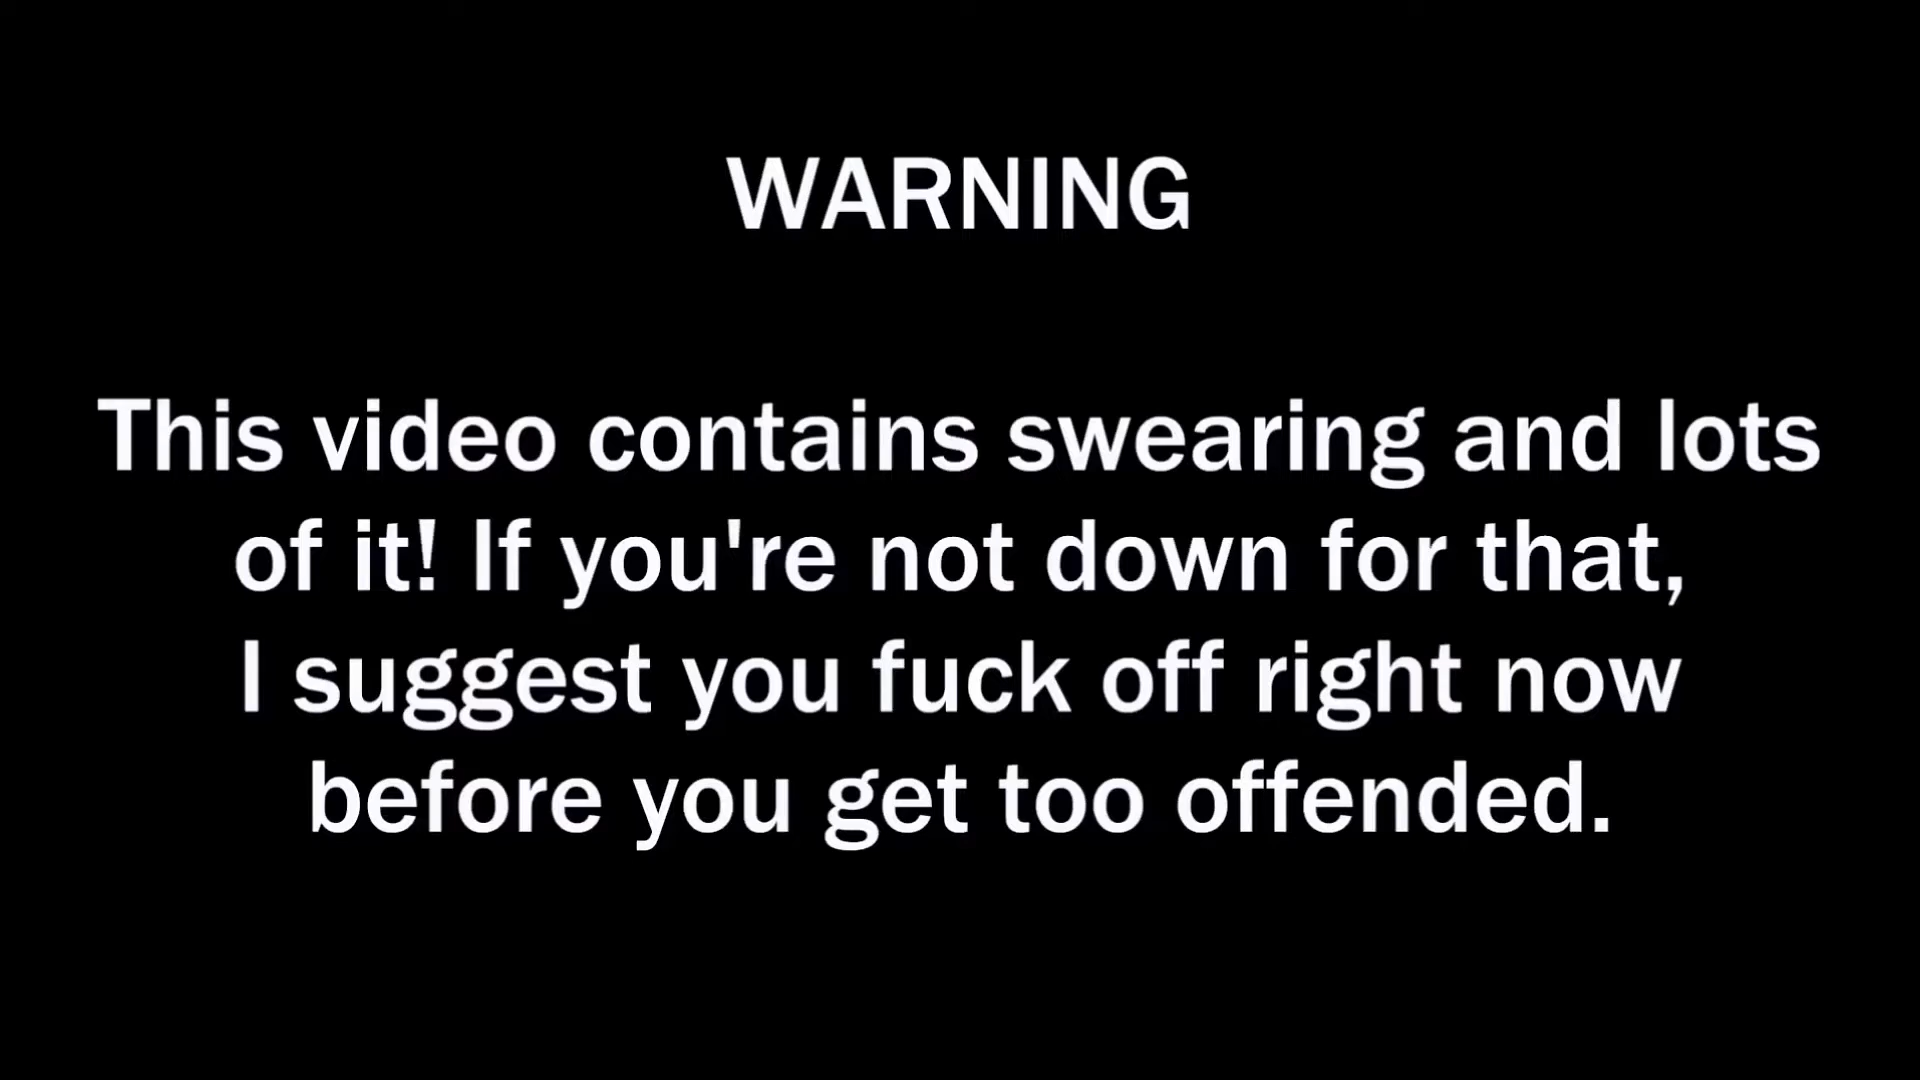 WARNING
This video contains swearing and lots
of it! If you're not down for that,
I suggest you fuck off right now
before you get too offended.